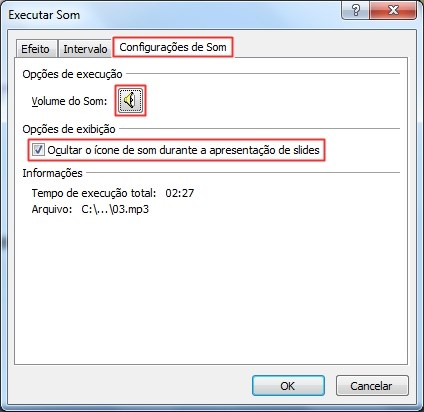 Executar Som
Efeito Intervalo Configurações de Som
Opções de execução
Volume do Som:
Opções de exibição
Ocultar o ícone de som durante a apresentação de slides
Informações
Tempo de execução total: 02:27
Arquivo: C:\...\03.mp3
OK Cancelar